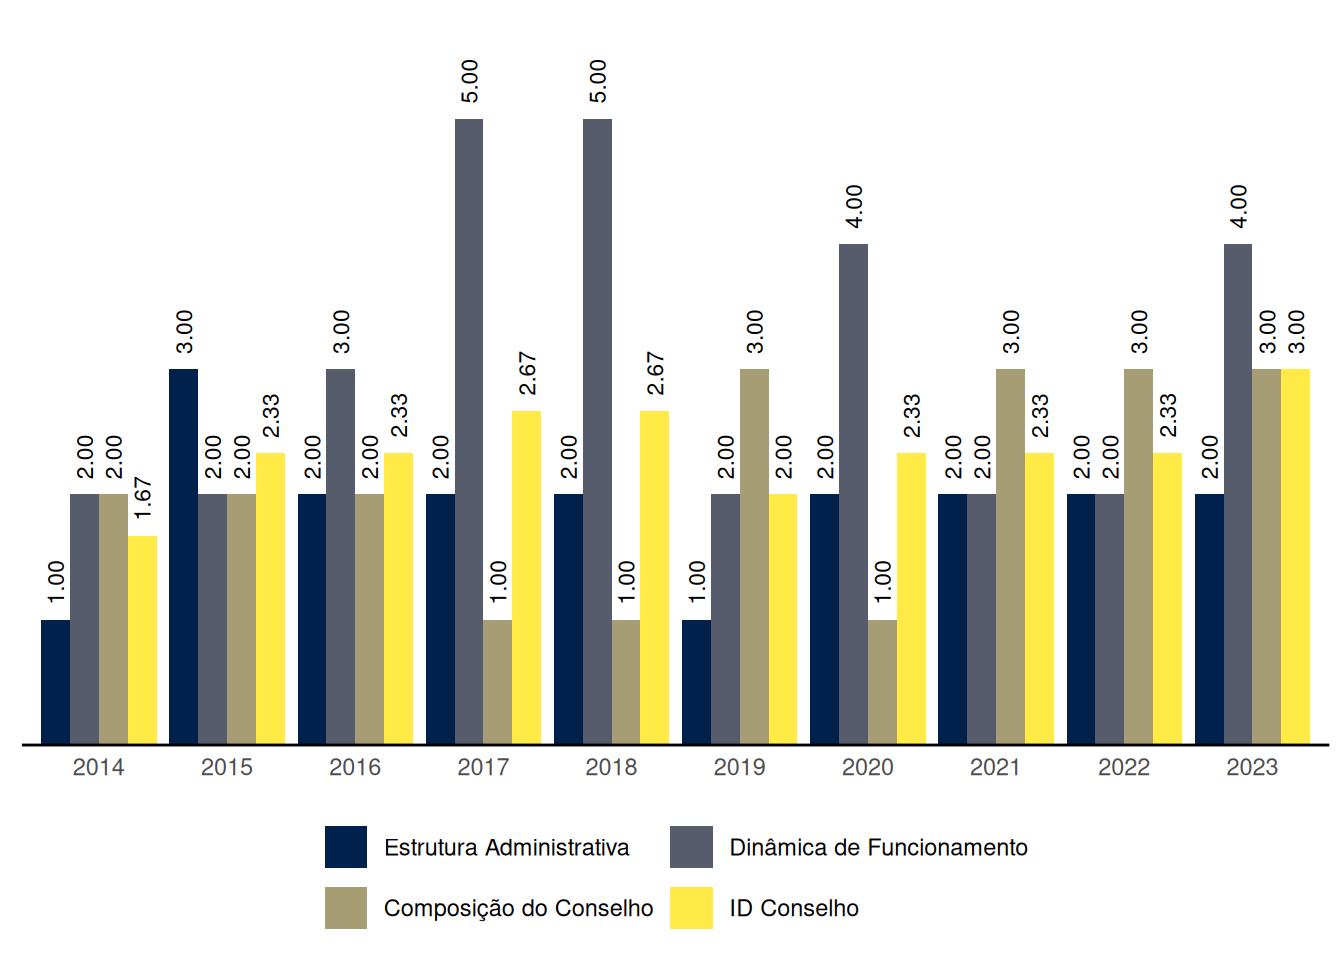 5.00 5.00
4.00 4.00
3.00 3.00 3.00 3.00 3.00 3.00 3.00
2.67 2.67
2.33 2.33 2.33 2.33 2.33
2.00 2.00 2.00 2.00 2.00 2.00 2.00 2.00 2.00 2.00 2.00 2.00 2.00 2.00 2.00 2.00 2.00
1.67
1.00 1.00 1.00 1.00 1.00
2014 2015 2016 2017 2018 2019 2020 2021 2022 2023
Estrutura Administrativa Dinâmica de Funcionamento
Composição do Conselho ID Conselho